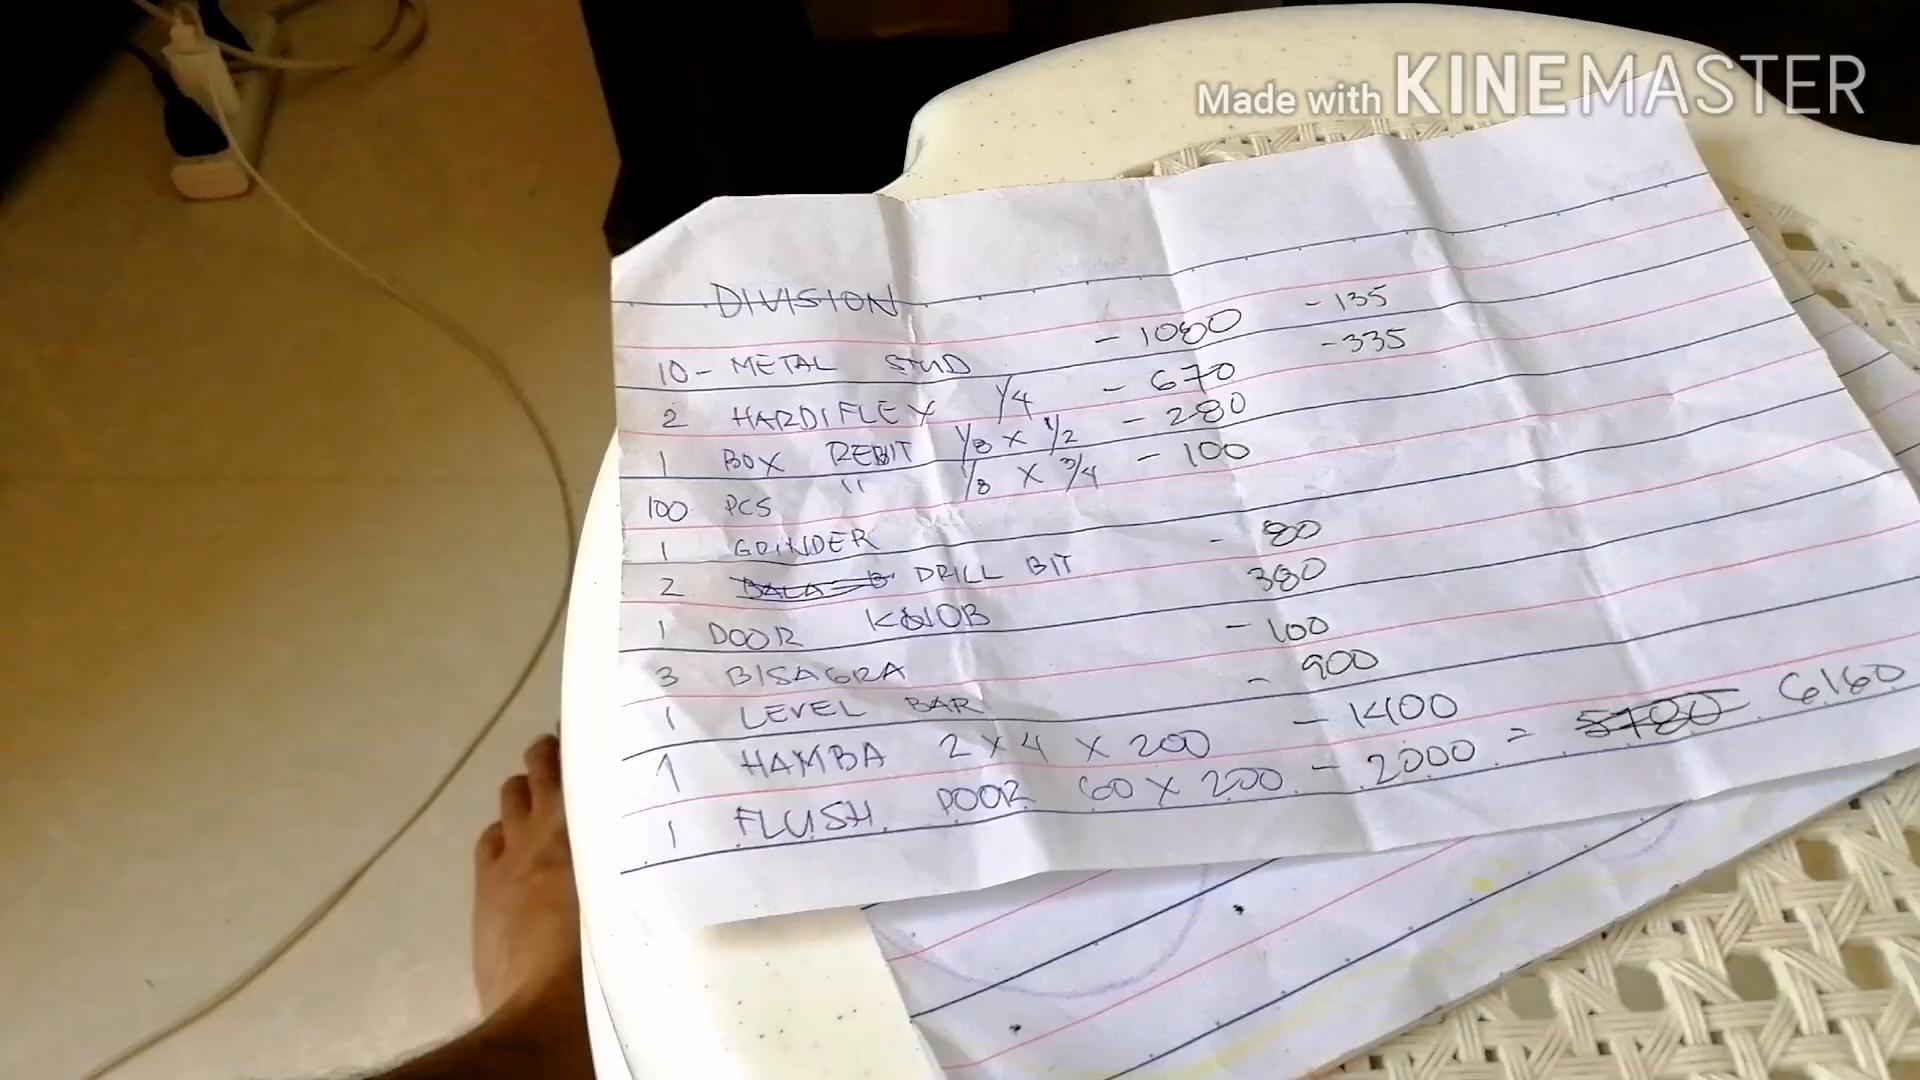 Made with KINEMASTER
DIVISION
10 - METAL STUD - 1080 - 135
2 HARDIFLEX 1/4 - 670 - 335
1 BOX REBIT 1/8 X 1/2 - 280
100 PCS " 1/8 X 3/4 - 100
1 GRINDER
2 DRILL BIT - 80
1 DOOR KNOB 380
3 BISAGRA - 100
1 LEVEL BAR - 900
1 HAMBA 2 X 4 X 200 - 1400
1 FLUSH DOOR 60 X 200 - 2000 = 5780 6160